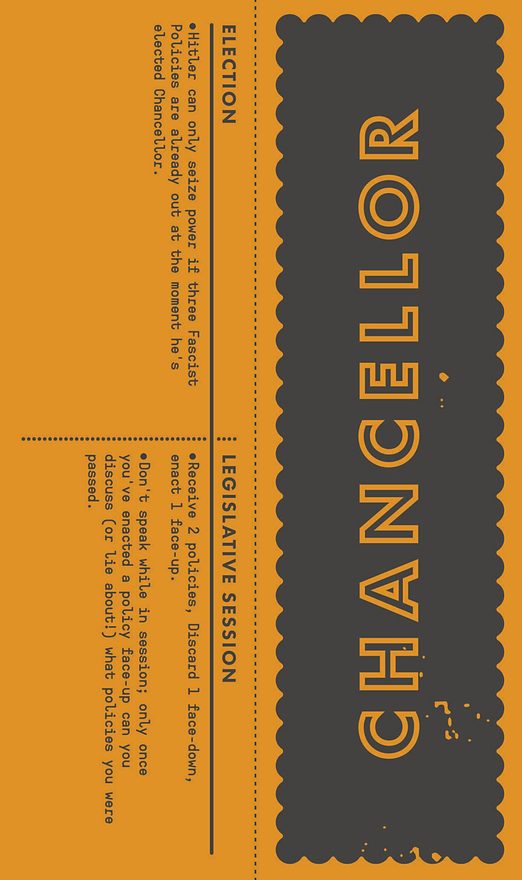 CHANCELLOR
ELECTION
•Hitler can only seize power if three Fascist
Policies are already out at the moment he's
elected Chancellor.
LEGISLATIVE SESSION
•Receive 2 policies, Discard 1 face-down,
enact 1 face-up.
•Don't speak while in session; only once
you've enacted a policy face-up can you
discuss (or lie about!) what policies you were
passed.